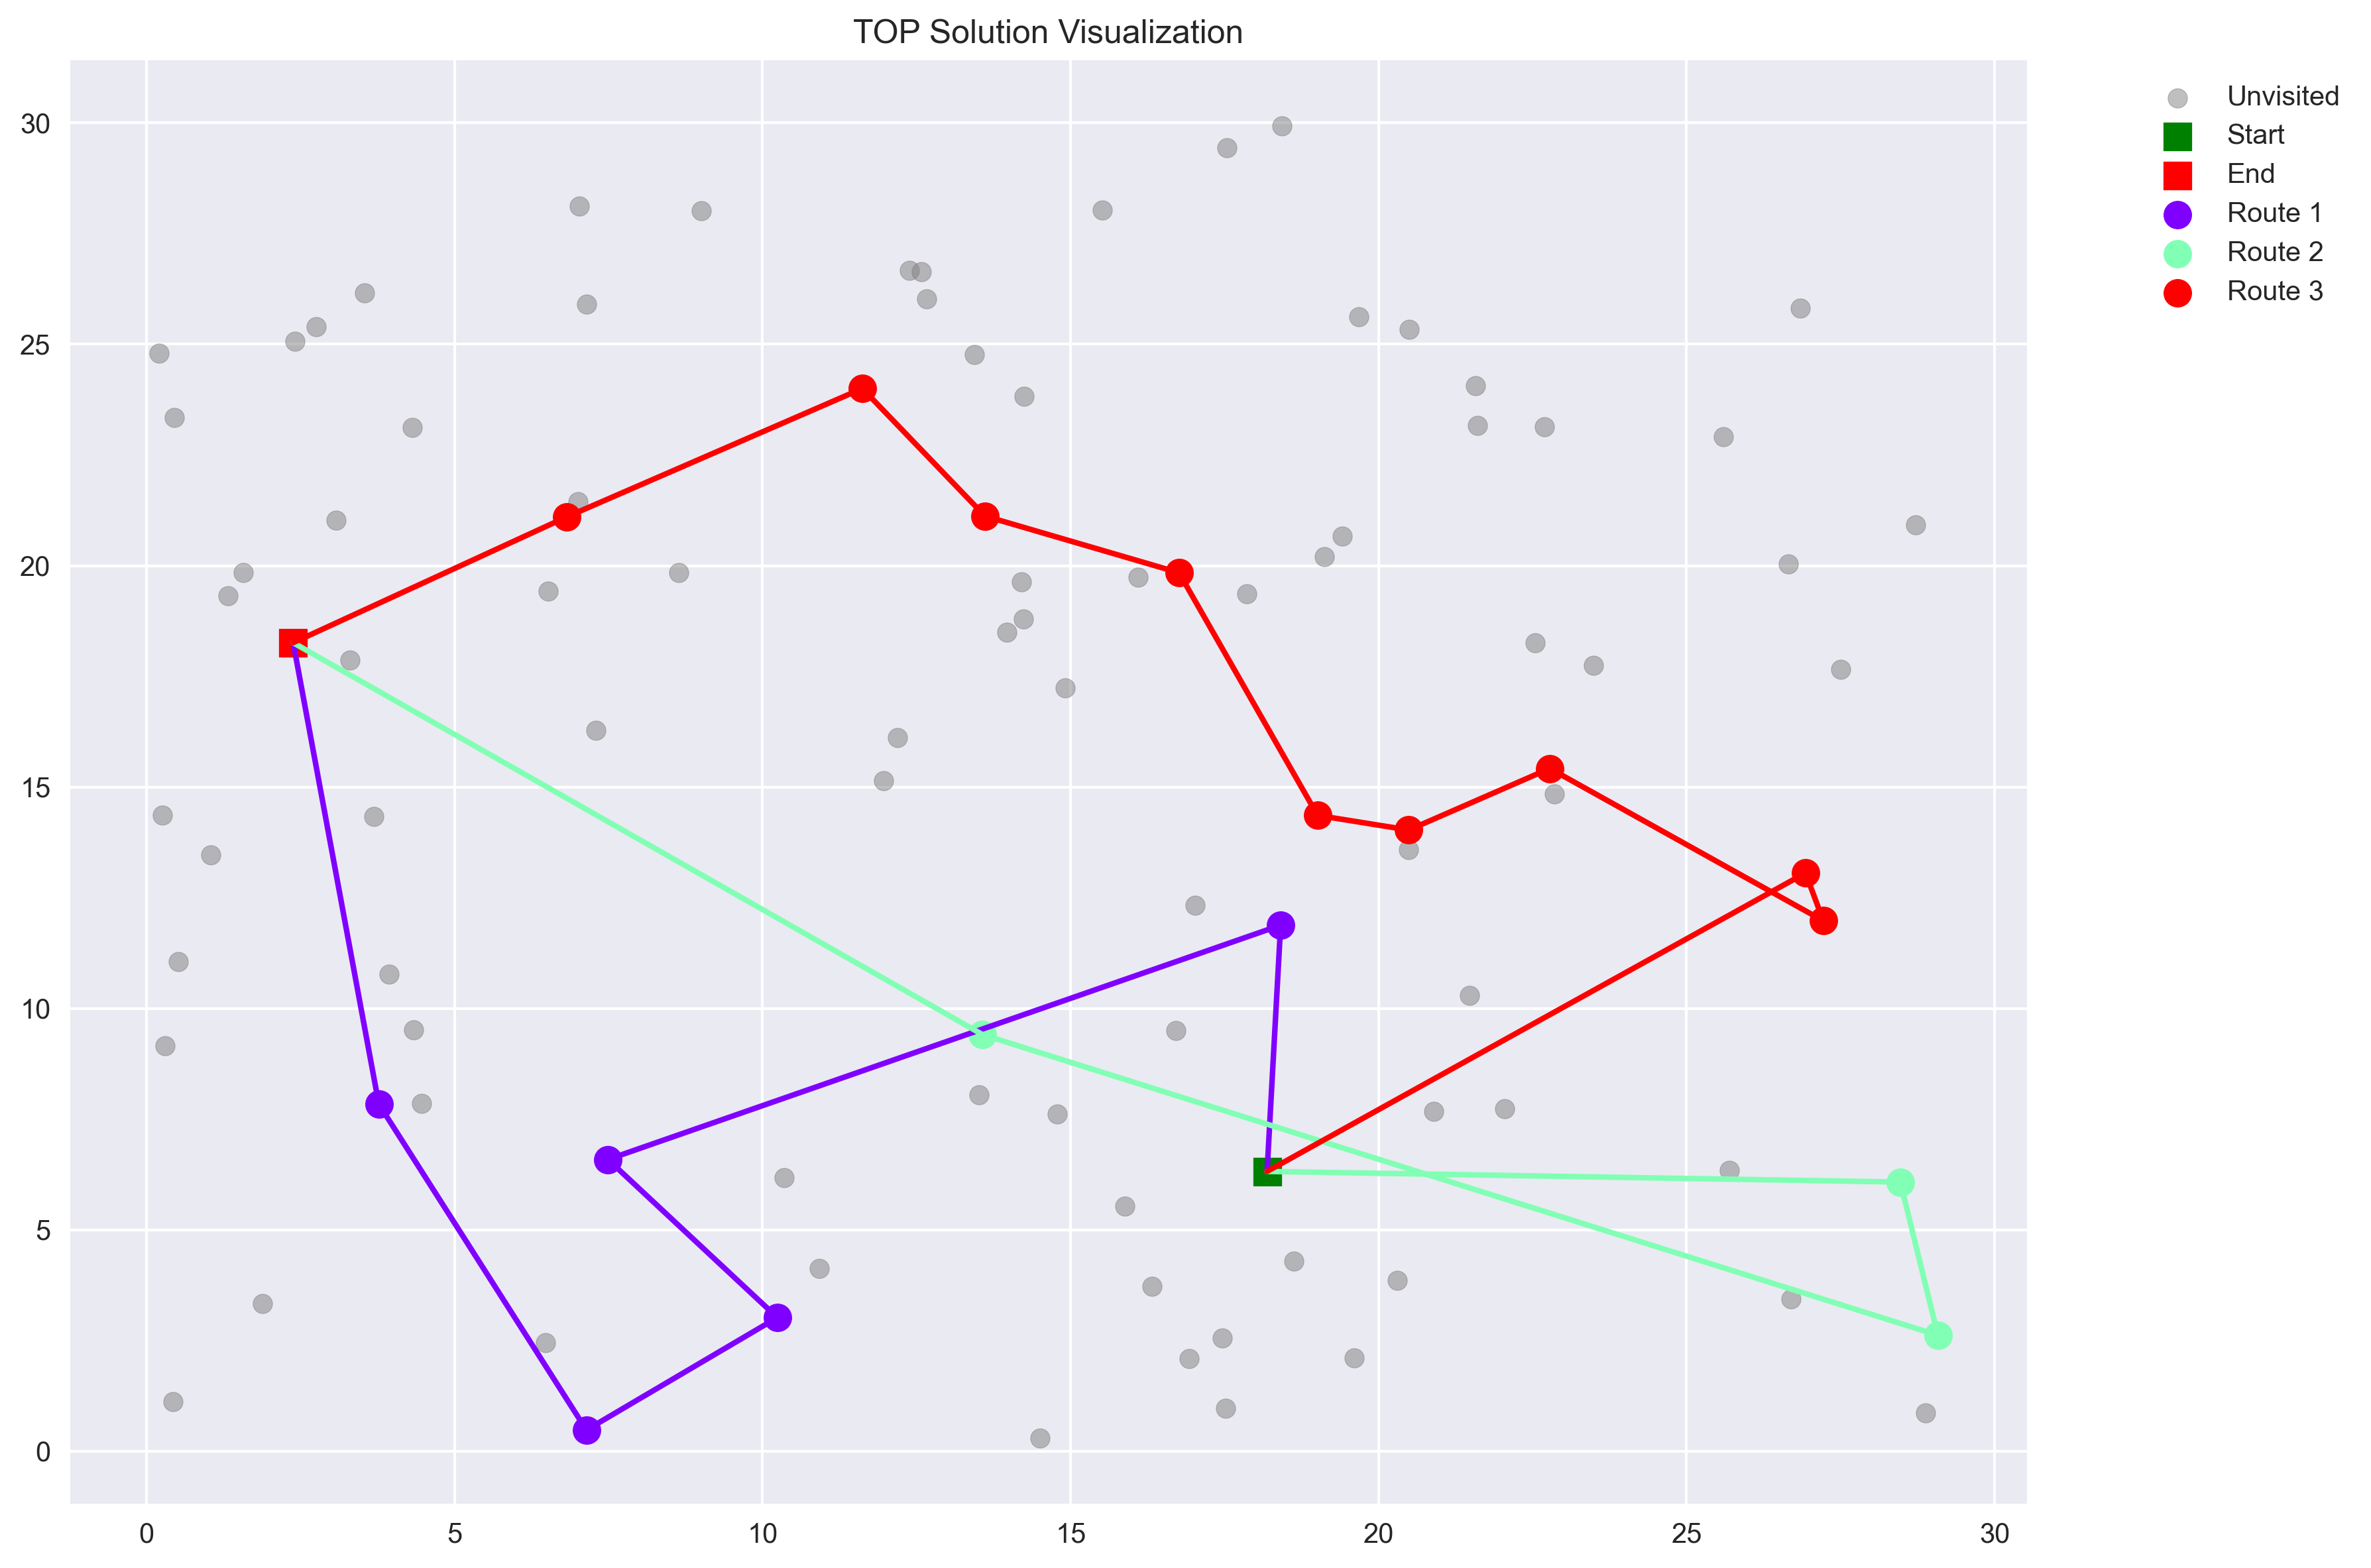 TOP Solution Visualization
Unvisited
Start
End
Route 1
Route 2
Route 3
30
25
20
15
10
5
0
0 5 10 15 20 25 30